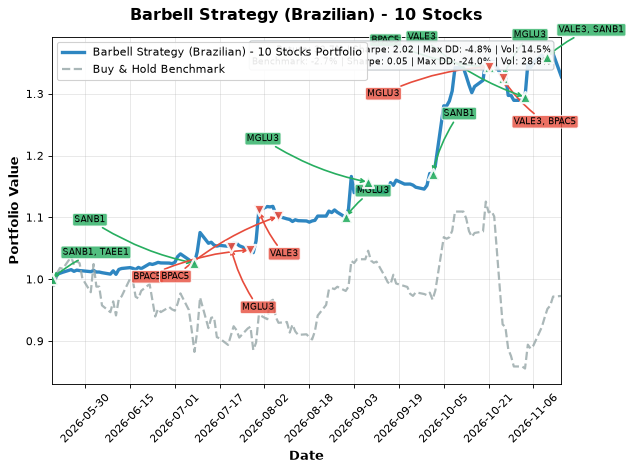 Barbell Strategy (Brazilian) - 10 Stocks
VALE3, SANB1
MGLU3
BPAC5
VALE3
Barbell Strategy (Brazilian) - 10 Stocks Portfolio
Buy & Hold Benchmark
Sharpe: 2.02 | Max DD: -4.8% | Vol: 14.5%
Benchmark: -2.7% | Sharpe: 0.05 | Max DD: -24.0% | Vol: 28.8
MGLU3
VALE3, BPAC5
SANB1
MGLU3
MGLU3
SANB1
SANB1, TAEE1
VALE3
BPAC5
BPAC5
MGLU3
Portfolio Value
1.3
1.2
1.1
1.0
0.9
2026-05-30
2026-06-15
2026-07-01
2026-07-17
2026-08-02
2026-08-18
2026-09-03
2026-09-19
2026-10-05
2026-10-21
2026-11-06
Date